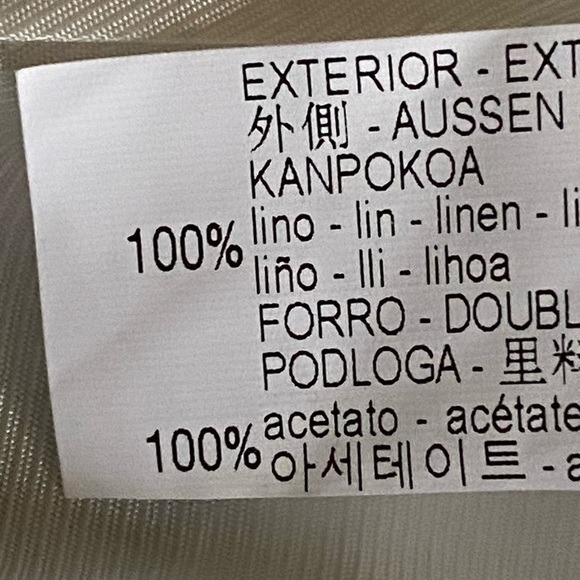 EXTERIOR - EXT
外側 - AUSSEN
KANPOKOA
100% lino - lin - linen - li
liño - lli - lihoa
FORRO - DOUBL
PODLOGA - 里料
100% acetato - acétate
아세테이트 - a